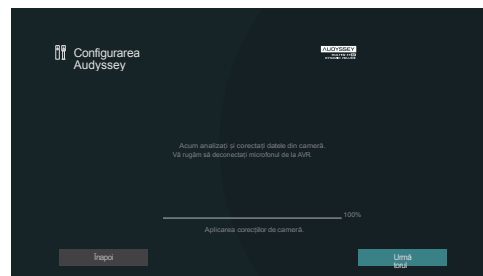 Configurarea
Audyssey
AUDYSSEY
Acum analizați și corectați datele din cameră.
Vă rugăm să deconectați microfonul de la AVR.
100%
Aplicarea corecțiilor de cameră.
Înapoi
Urmă
torul